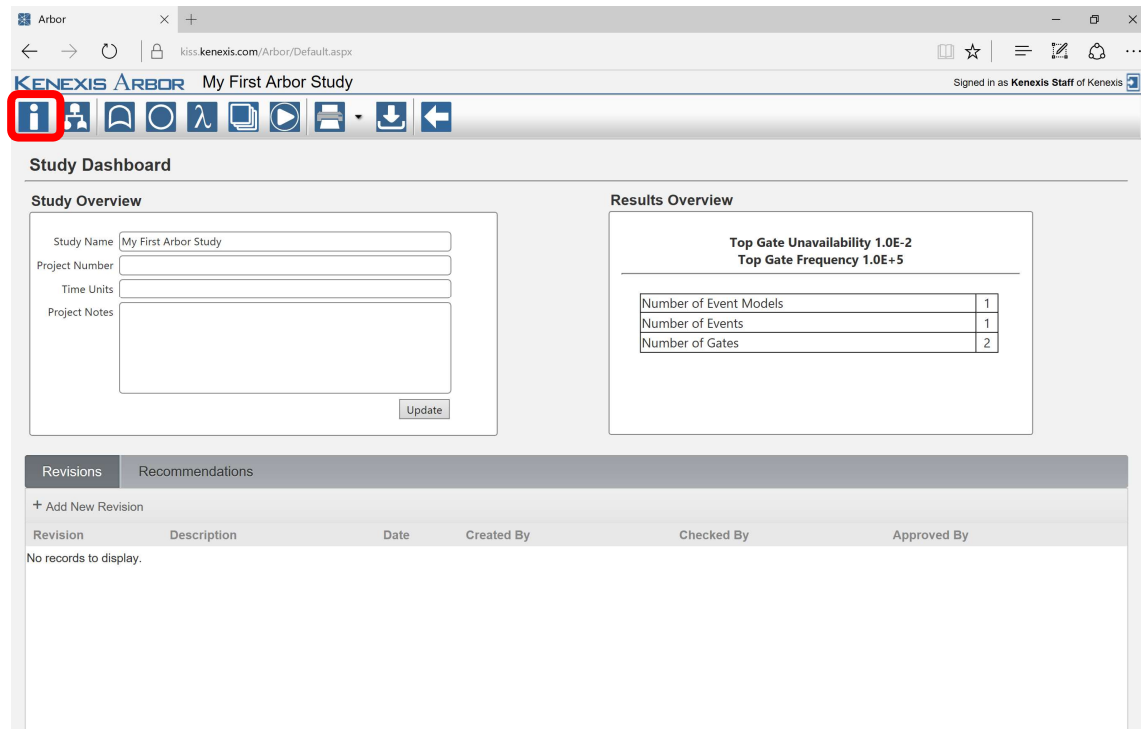 Arbor
kiss.kenexis.com/Arbor/Default.aspx
KENEXIS ARBOR My First Arbor Study
Signed in as Kenexis Staff of Kenexis
i λ
Study Dashboard
Study Overview
Study Name My First Arbor Study
Project Number
Time Units
Project Notes
Update
Results Overview
Top Gate Unavailability 1.0E-2
Top Gate Frequency 1.0E+5
Number of Event Models 1
Number of Events 1
Number of Gates 2
Revisions Recommendations
+ Add New Revision
Revision Description Date Created By Checked By Approved By
No records to display.